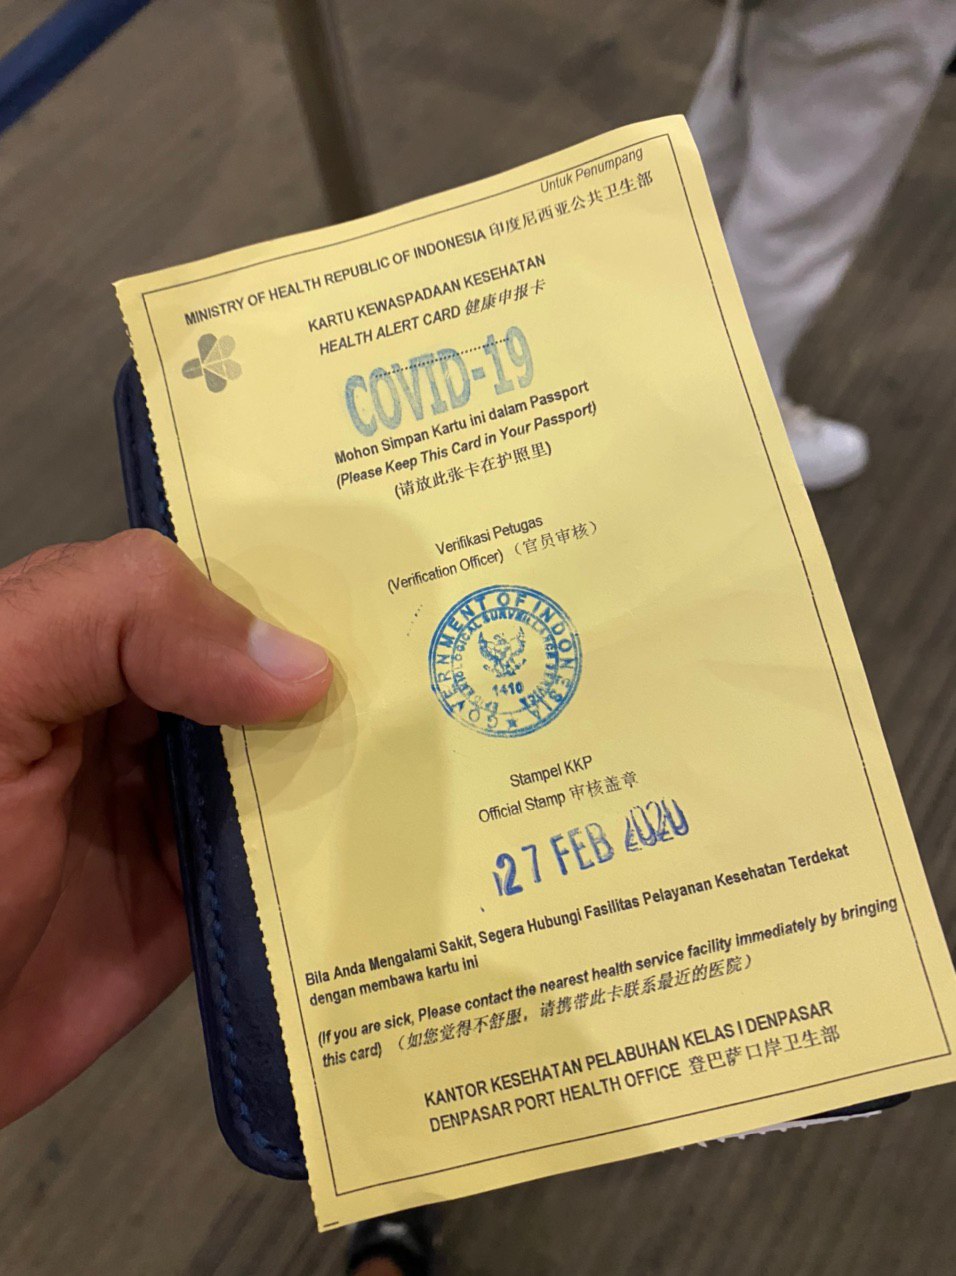 Untuk Penumpang
MINISTRY OF HEALTH REPUBLIC OF INDONESIA 印度尼西亚公共卫生部
KARTU KEWASPADAAN KESEHATAN
HEALTH ALERT CARD 健康申报卡
COVID-19
Mohon Simpan Kartu ini dalam Passport
(Please Keep This Card in Your Passport)
(请放此张卡在护照里)
Verifikasi Petugas
(Verification Officer) （官员审核）
GOVERNMENT OF INDONESIA
SURVEILLANCE
1410
Stampel KKP
Official Stamp 审核盖章
27 FEB 2020
Bila Anda Mengalami Sakit, Segera Hubungi Fasilitas Pelayanan Kesehatan Terdekat
dengan membawa kartu ini
(If you are sick, Please contact the nearest health service facility immediately by bringing
this card) （如您觉得不舒服，请携带此卡联系最近的医院）
KANTOR KESEHATAN PELABUHAN KELAS I DENPASAR
DENPASAR PORT HEALTH OFFICE 登巴萨口岸卫生部